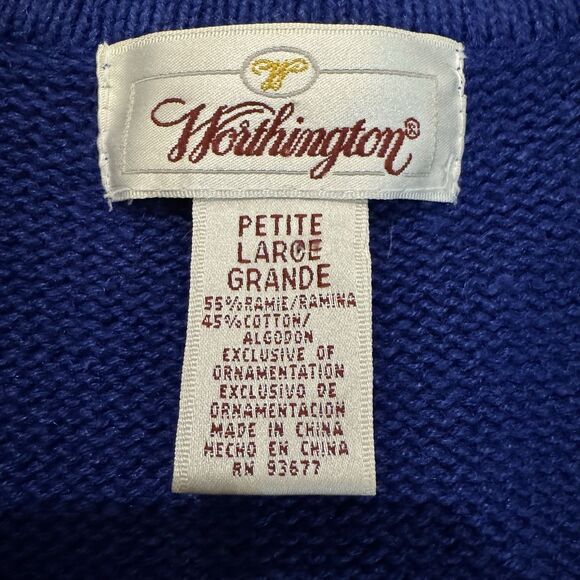 W
Worthington®
PETITE
LARGE
GRANDE
55%RAMIE/RAMINA
45%COTTON/
ALGODON
EXCLUSIVE OF
ORNAMENTATION
EXCLUSIVO DE
ORNAMENTACION
MADE IN CHINA
HECHO EN CHINA
RN 93677